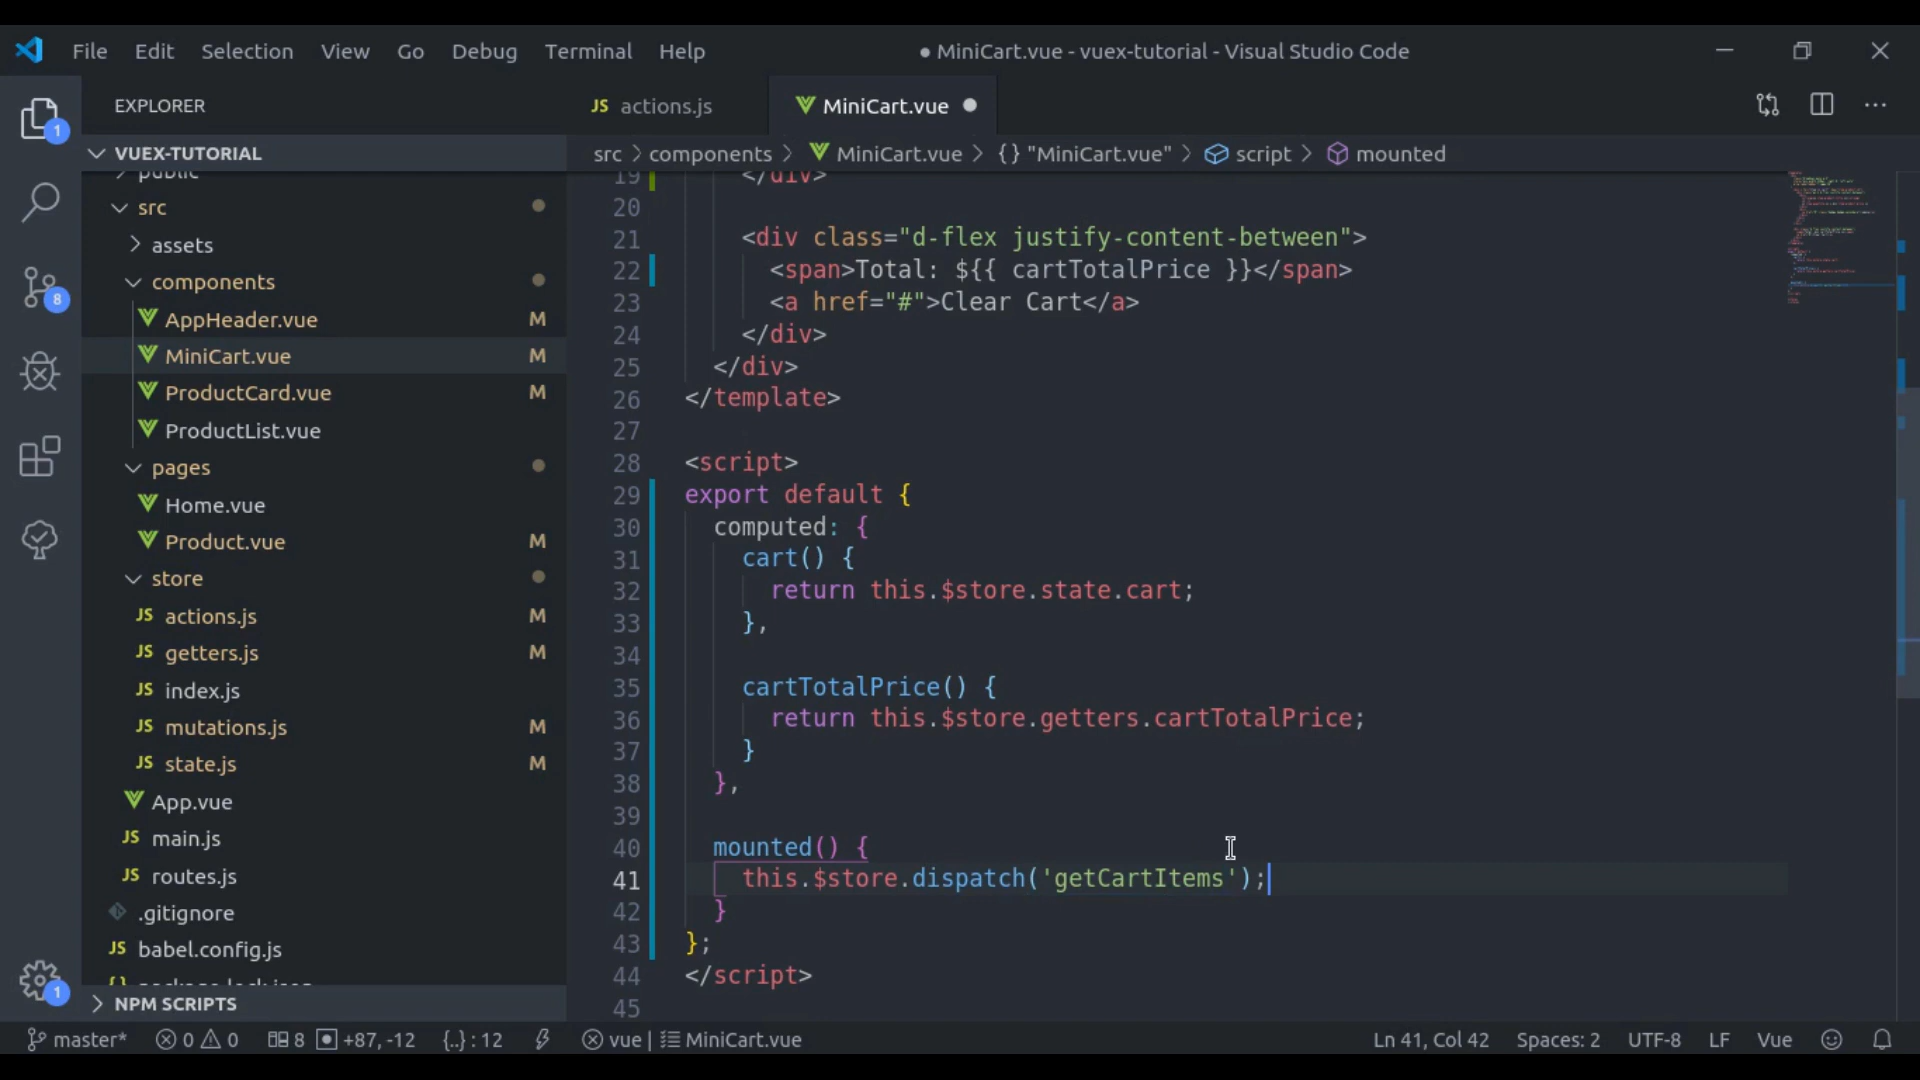 File Edit Selection View Go Debug Terminal Help ● MiniCart.vue - vuex-tutorial - Visual Studio Code
EXPLORER
JS actions.js
MiniCart.vue
VUEX-TUTORIAL
src > components > MiniCart.vue > {} "MiniCart.vue" > script > mounted
public
src
assets
components
AppHeader.vue M
MiniCart.vue M
ProductCard.vue M
ProductList.vue
pages
Home.vue
Product.vue M
store
JS actions.js M
JS getters.js M
JS index.js
JS mutations.js M
JS state.js M
App.vue
JS main.js
JS routes.js
.gitignore
JS babel.config.js
NPM SCRIPTS
1
8
1
19 </div>
20
21 <div class="d-flex justify-content-between">
22 <span>Total: ${{ cartTotalPrice }}</span>
23 <a href="#">Clear Cart</a>
24 </div>
25 </div>
26 </template>
27
28 <script>
29 export default {
30 computed: {
31 cart() {
32 return this.$store.state.cart;
33 },
34
35 cartTotalPrice() {
36 return this.$store.getters.cartTotalPrice;
37 }
38 },
39
40 mounted() {
41 this.$store.dispatch('getCartItems');
42 }
43 };
44 </script>
45
master* 0 0 8 +87, -12 {..} : 12 vue | MiniCart.vue Ln 41, Col 42 Spaces: 2 UTF-8 LF Vue